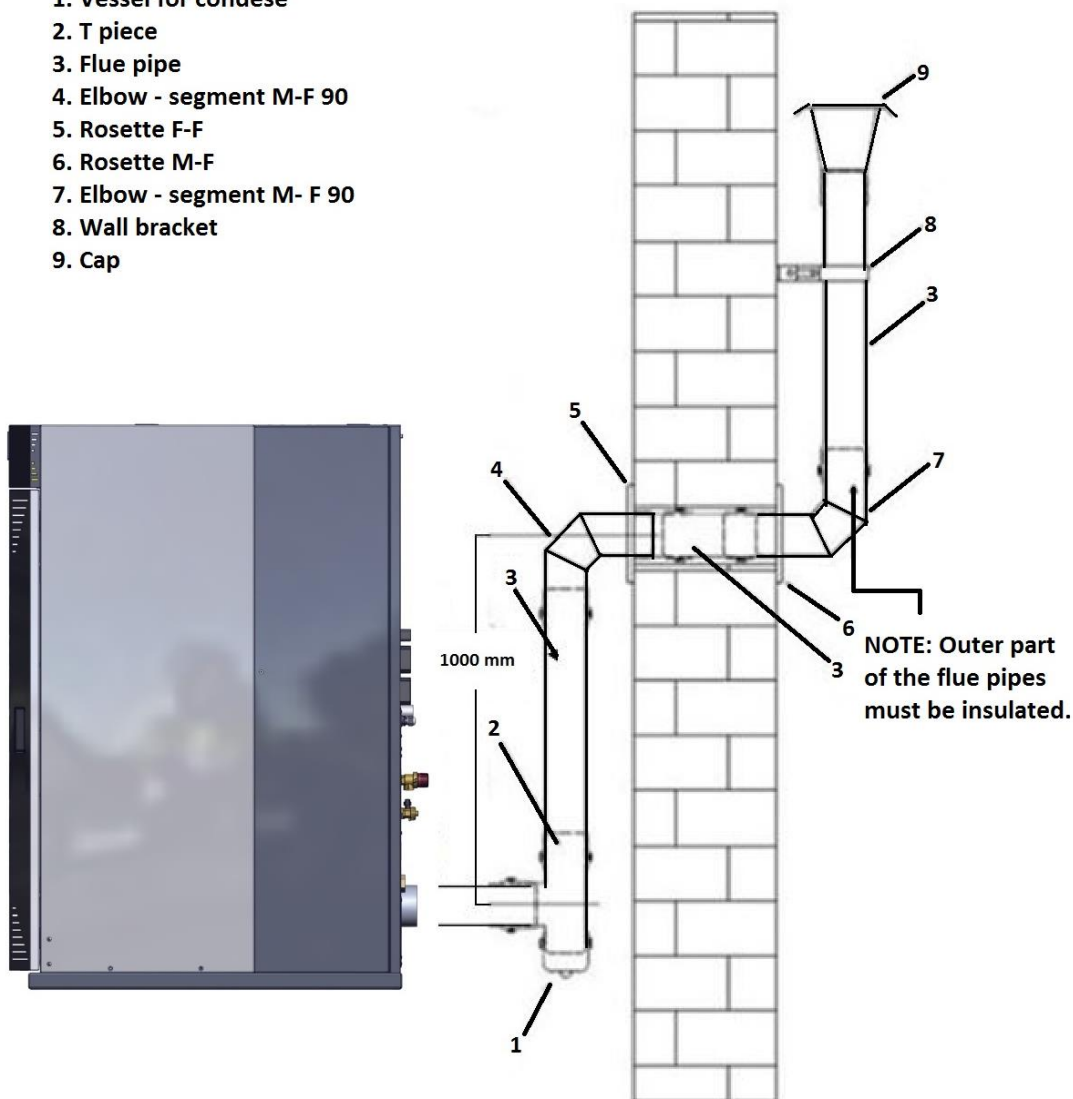 1. Vessel for condese
2. T piece
3. Flue pipe
4. Elbow - segment M-F 90
5. Rosette F-F
6. Rosette M-F
7. Elbow - segment M- F 90
8. Wall bracket
9. Cap
9
8
3
5
4
7
3
6
1000 mm
3
NOTE: Outer part
of the flue pipes
must be insulated.
2
1